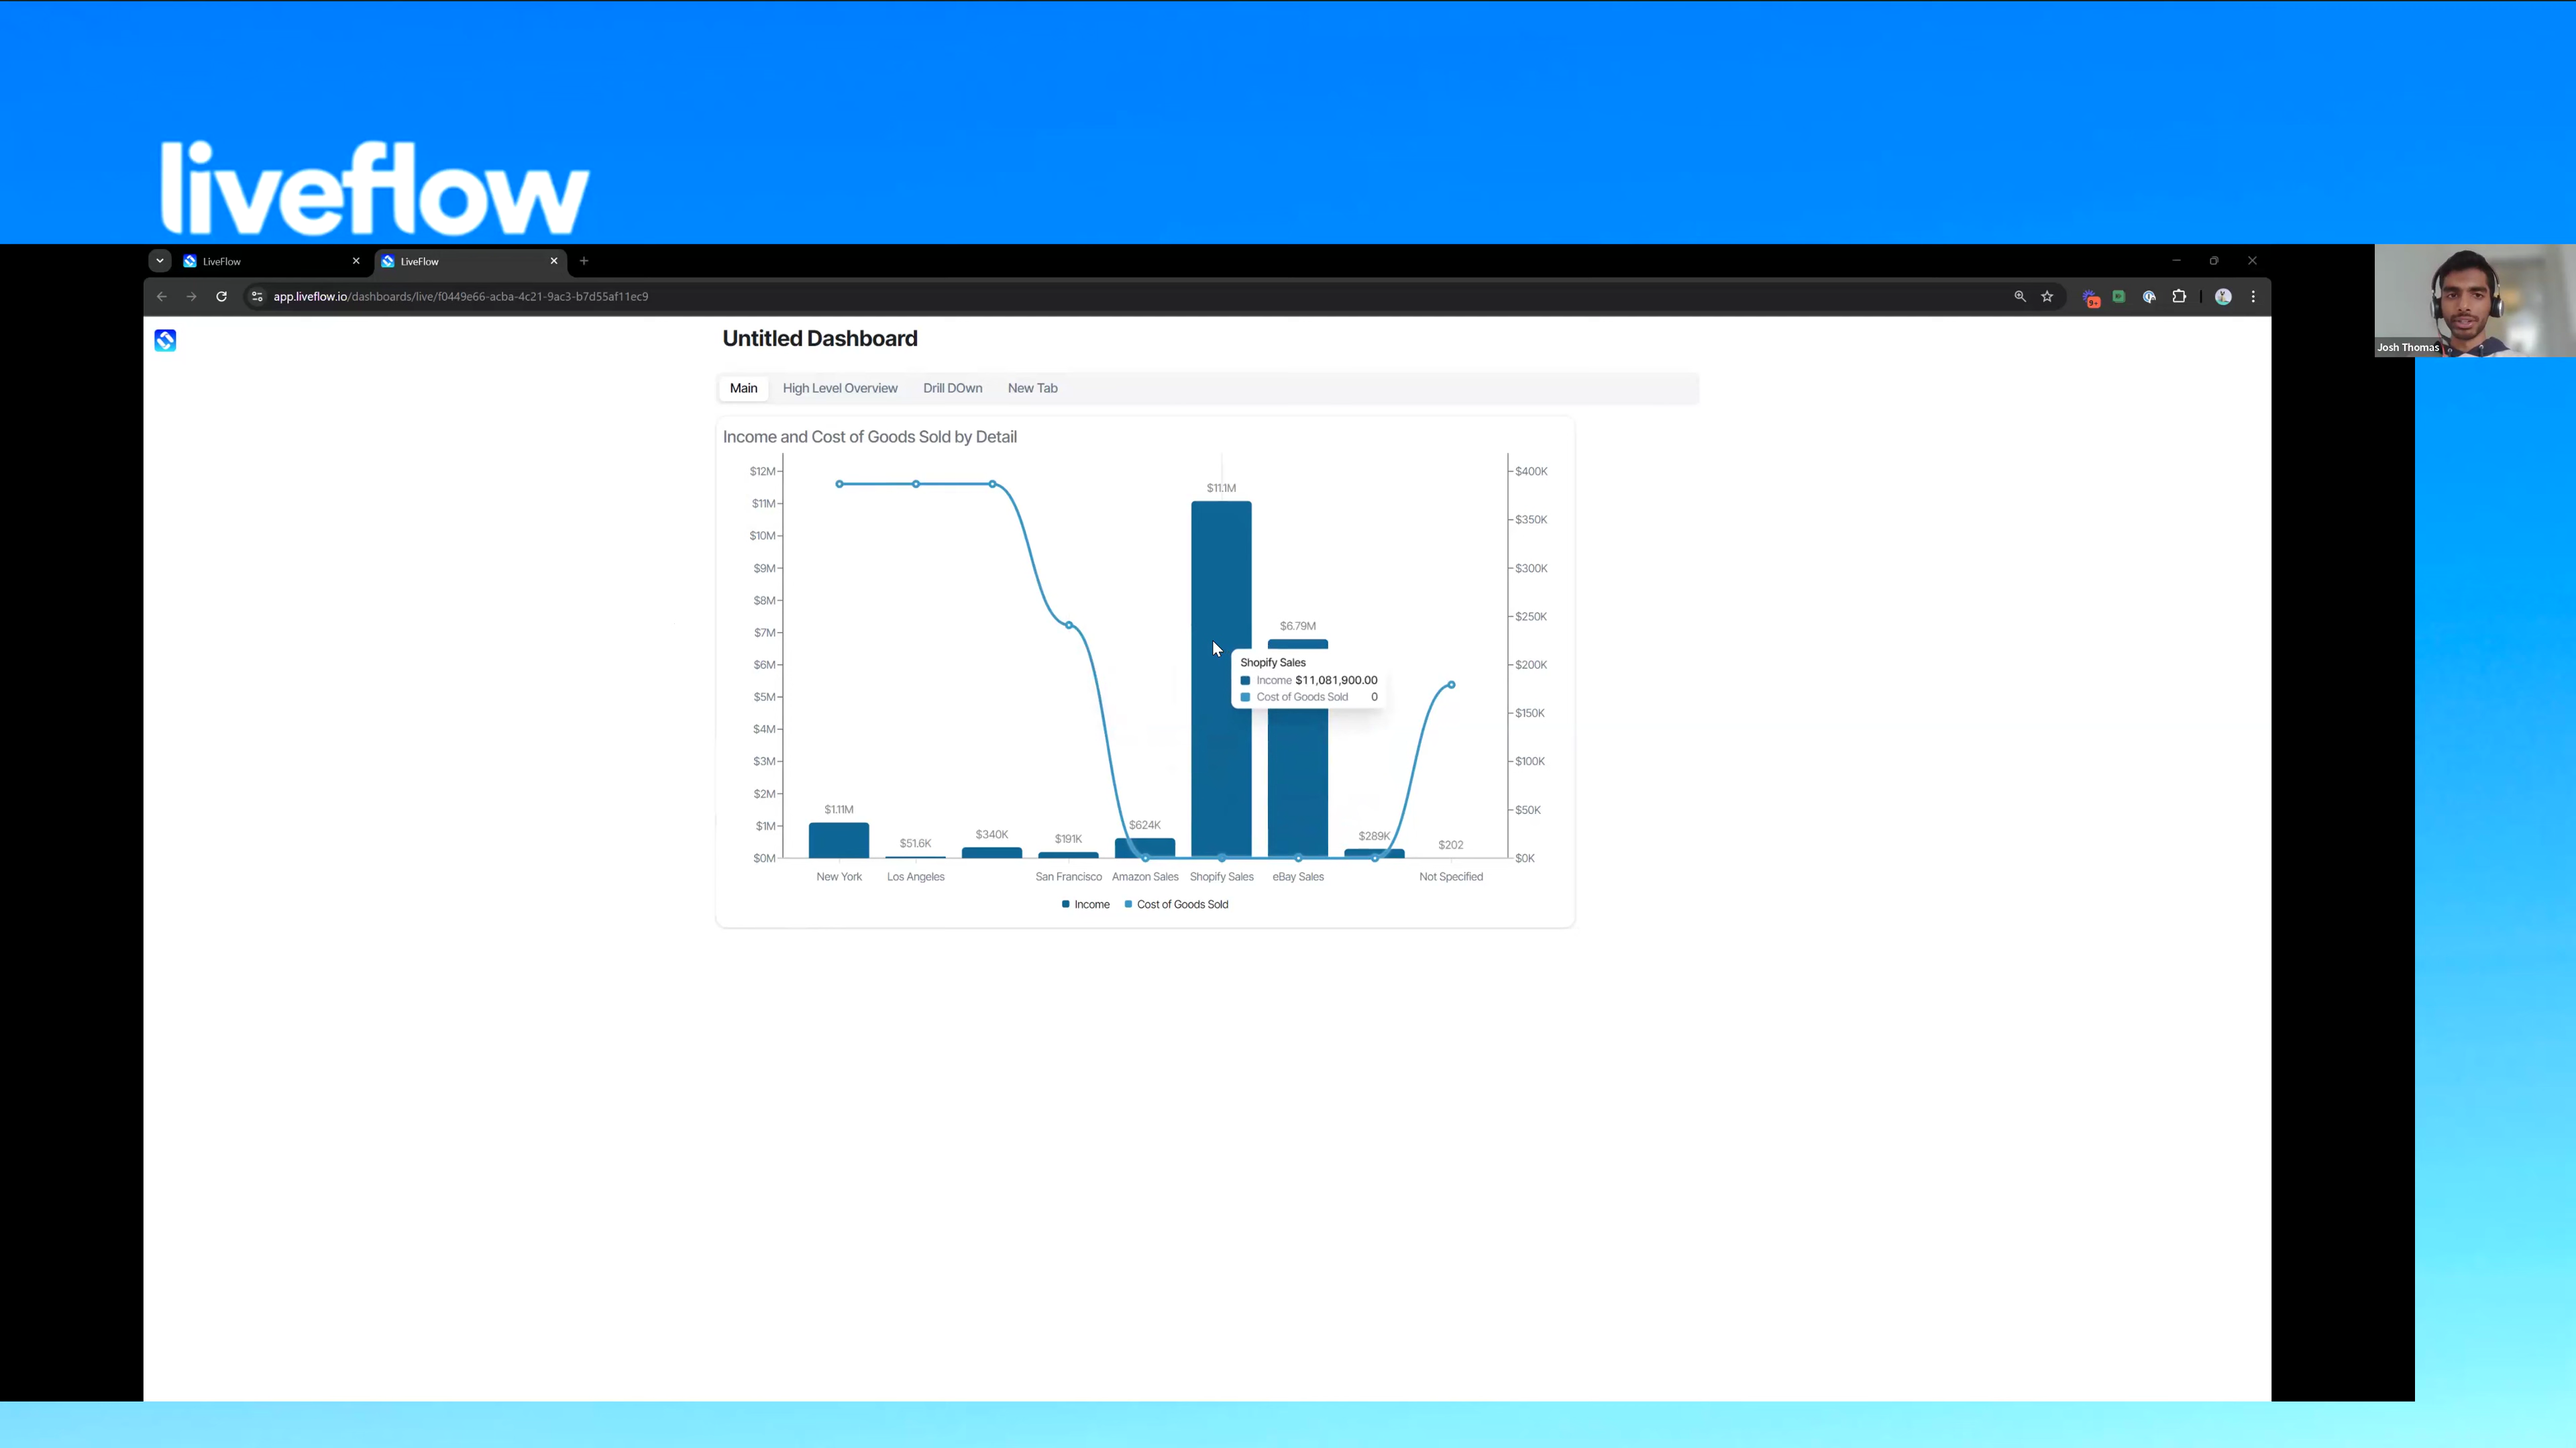 liveflow
LiveFlow
LiveFlow
app.liveflow.io/dashboards/live/f0449e66-acba-4c21-9ac3-b7d55af11ec9
9+
Josh Thomas
Untitled Dashboard
Main High Level Overview Drill DOwn New Tab
Income and Cost of Goods Sold by Detail
$12M $400K
$11.1M
$11M
$350K
$10M
$9M $300K
$8M
$250K
$6.79M
$7M
Shopify Sales
$6M $200K
Income $11,081,900.00
Cost of Goods Sold 0
$5M
$150K
$4M
$3M $100K
$2M
$1.11M $50K
$1M $624K
$340K $191K $289K
$51.6K $202
$0M $0K
New York Los Angeles San Francisco Amazon Sales Shopify Sales eBay Sales Not Specified
Income Cost of Goods Sold